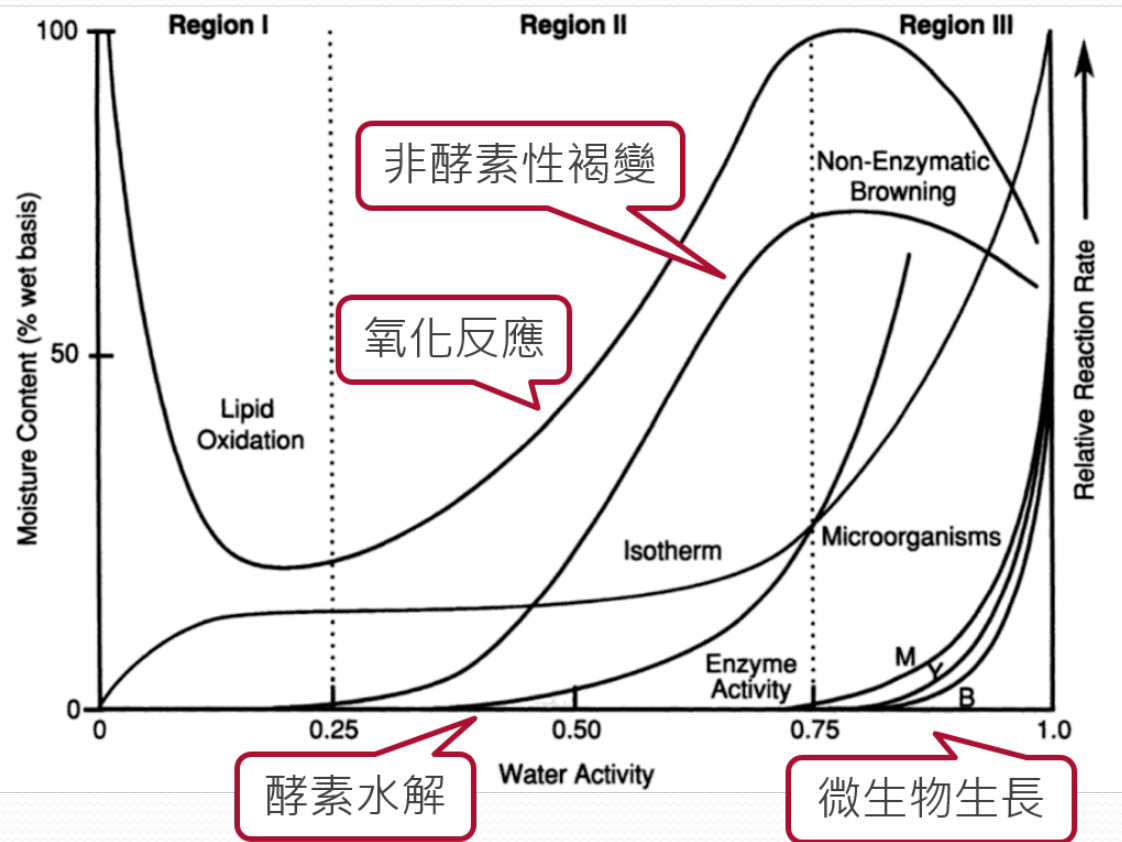 Region I
Region II
Region III
100
50
0
Moisture Content (% wet basis)
非酵素性褐變
Non-Enzymatic
Browning
氧化反應
Lipid
Oxidation
Isotherm
Microorganisms
Enzyme
Activity
M
Y
B
Relative Reaction Rate
0
0.25
0.50
0.75
1.0
Water Activity
酵素水解
微生物生長